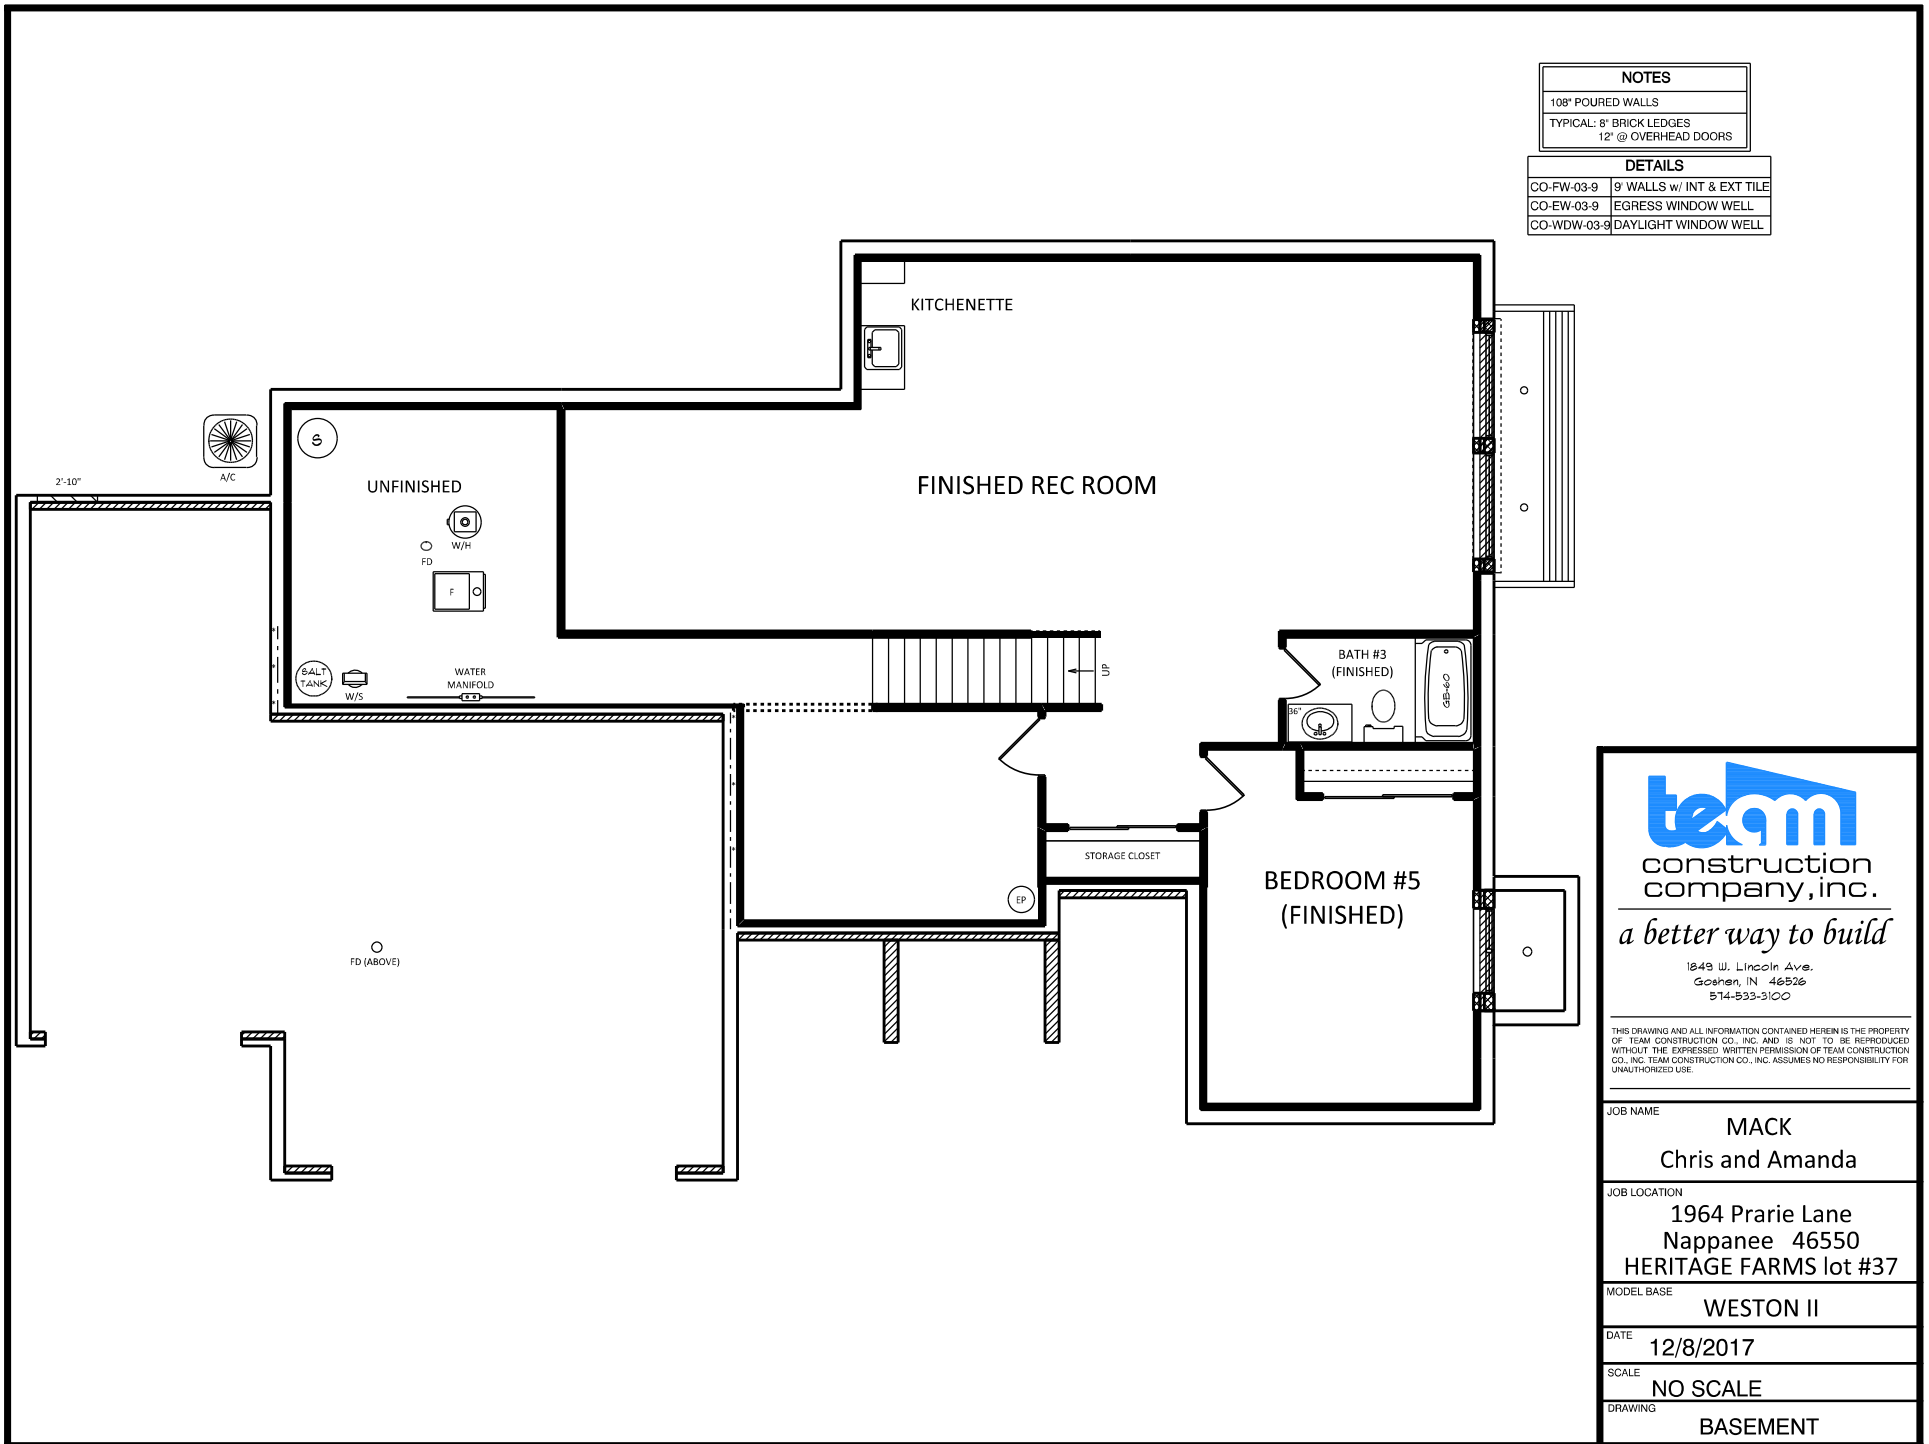 NOTES
108" POURED WALLS
TYPICAL: 8" BRICK LEDGES
12" @ OVERHEAD DOORS
DETAILS
CO-FW-03-9 9' WALLS w/ INT & EXT TILE
CO-EW-03-9 EGRESS WINDOW WELL
CO-WDW-03-9 DAYLIGHT WINDOW WELL
KITCHENETTE
S
A/C
2'-10"
UNFINISHED
FINISHED REC ROOM
W/H
FD
F
SALT
TANK
W/S
WATER
MANIFOLD
UP
BATH #3
(FINISHED)
GB-60
36"
STORAGE CLOSET
BEDROOM #5
(FINISHED)
EP
FD (ABOVE)
team
construction
company,inc.
a better way to build
1849 W. Lincoln Ave.
Goshen, IN 46526
574-533-3100
THIS DRAWING AND ALL INFORMATION CONTAINED HEREIN IS THE PROPERTY
OF TEAM CONSTRUCTION CO., INC. AND IS NOT TO BE REPRODUCED
WITHOUT THE EXPRESSED WRITTEN PERMISSION OF TEAM CONSTRUCTION
CO., INC. TEAM CONSTRUCTION CO., INC. ASSUMES NO RESPONSIBILITY FOR
UNAUTHORIZED USE.
JOB NAME
MACK
Chris and Amanda
JOB LOCATION
1964 Prarie Lane
Nappanee 46550
HERITAGE FARMS lot #37
MODEL BASE
WESTON II
DATE
12/8/2017
SCALE
NO SCALE
DRAWING
BASEMENT